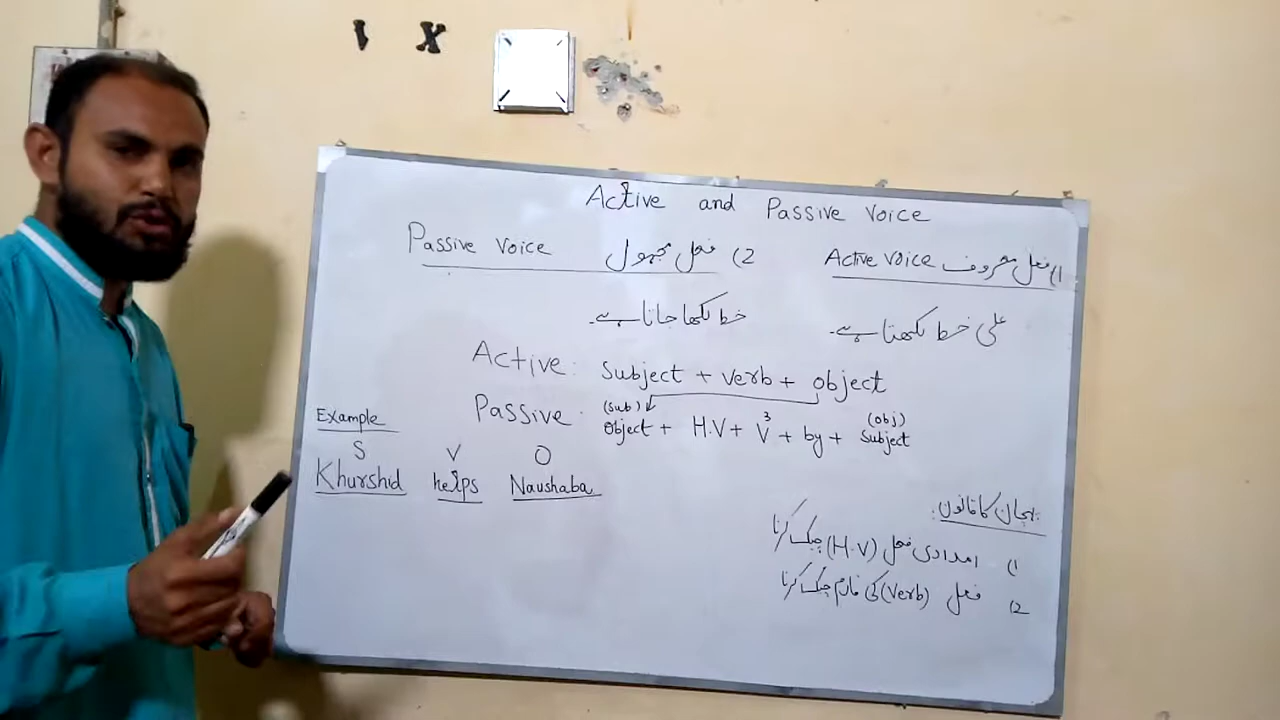 Active and Passive Voice
1) فعل معروف Active voice
2) فعل مجہول Passive voice
علی خط لکھتا ہے۔
خط لکھا جاتا ہے۔
Active: Subject + verb + object
Passive: (sub) (obj)
Object + H.V + V3 + by + Subject
Example
S V O
Khurshid helps Naushaba
پہچان کا قانون:
1) امدادی فعل (H.V) چیک کرنا
2) فعل (Verb) کی فارم چیک کرنا